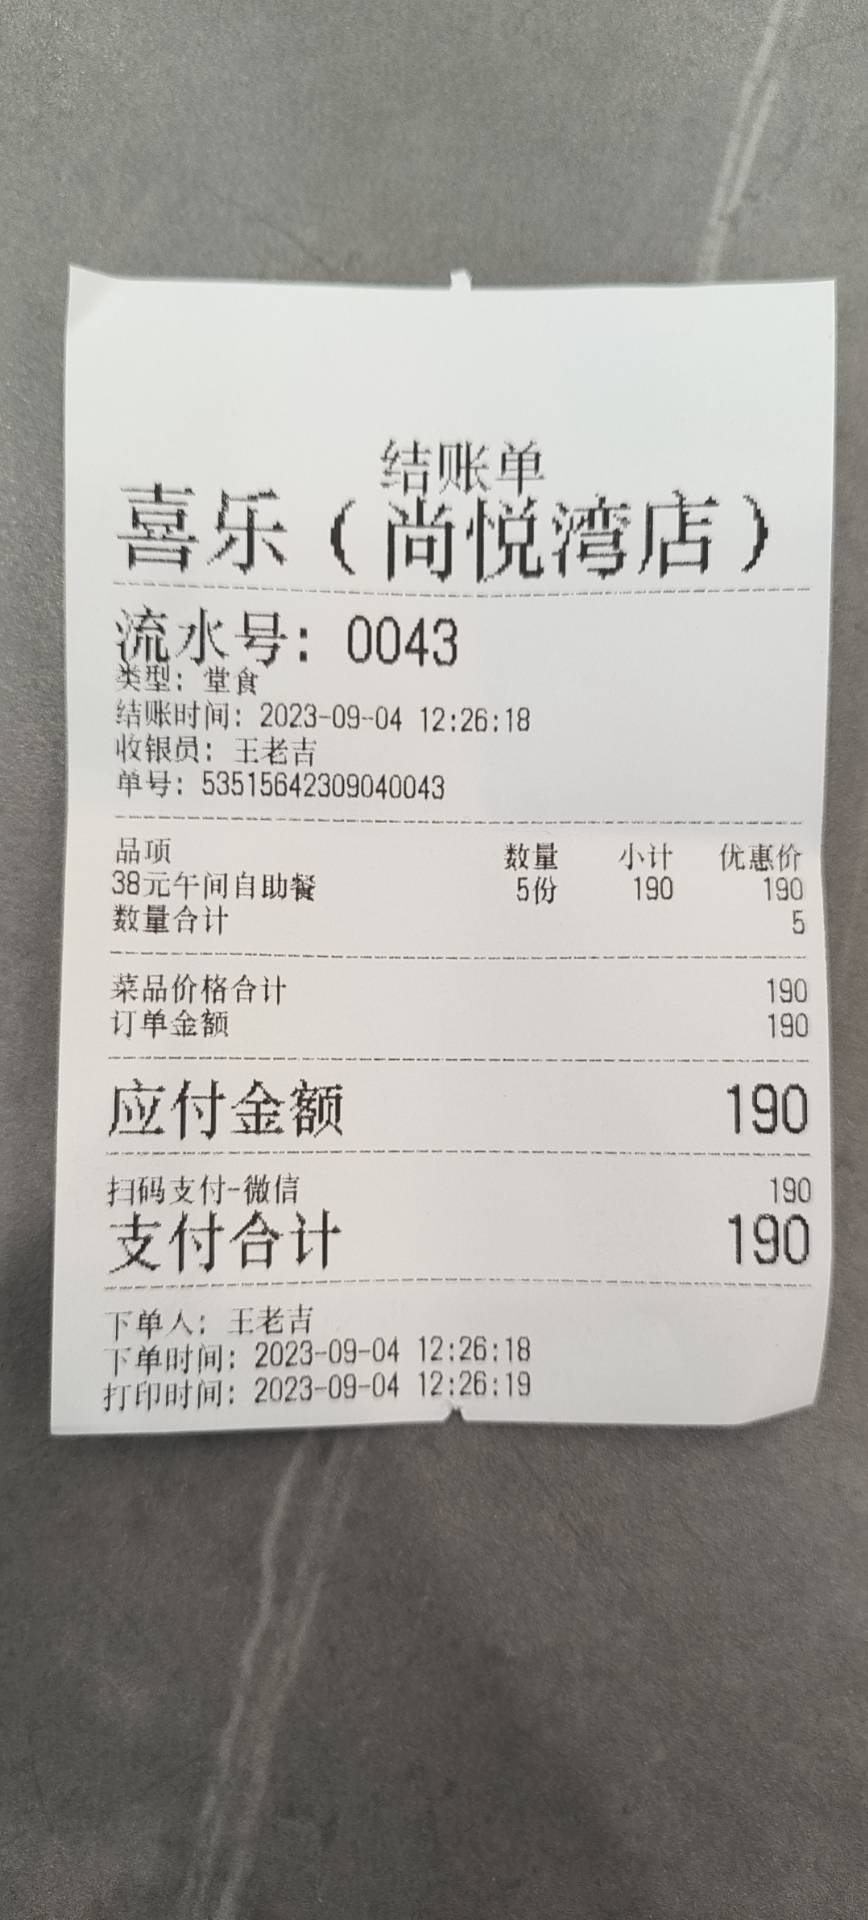 结账单
喜乐（尚悦湾店）
流水号：0043
类型：堂食
结账时间：2023-09-04 12:26:18
收银员：王老吉
单号：535156423090400​43
品项 数量 小计 优惠价
38元午间自助餐 5份 190 190
数量合计 5
菜品价格合计 190
订单金额 190
应付金额 190
扫码支付-微信 190
支付合计 190
下单人：王老吉
下单时间：2023-09-04 12:26:18
打印时间：2023-09-04 12:26:19